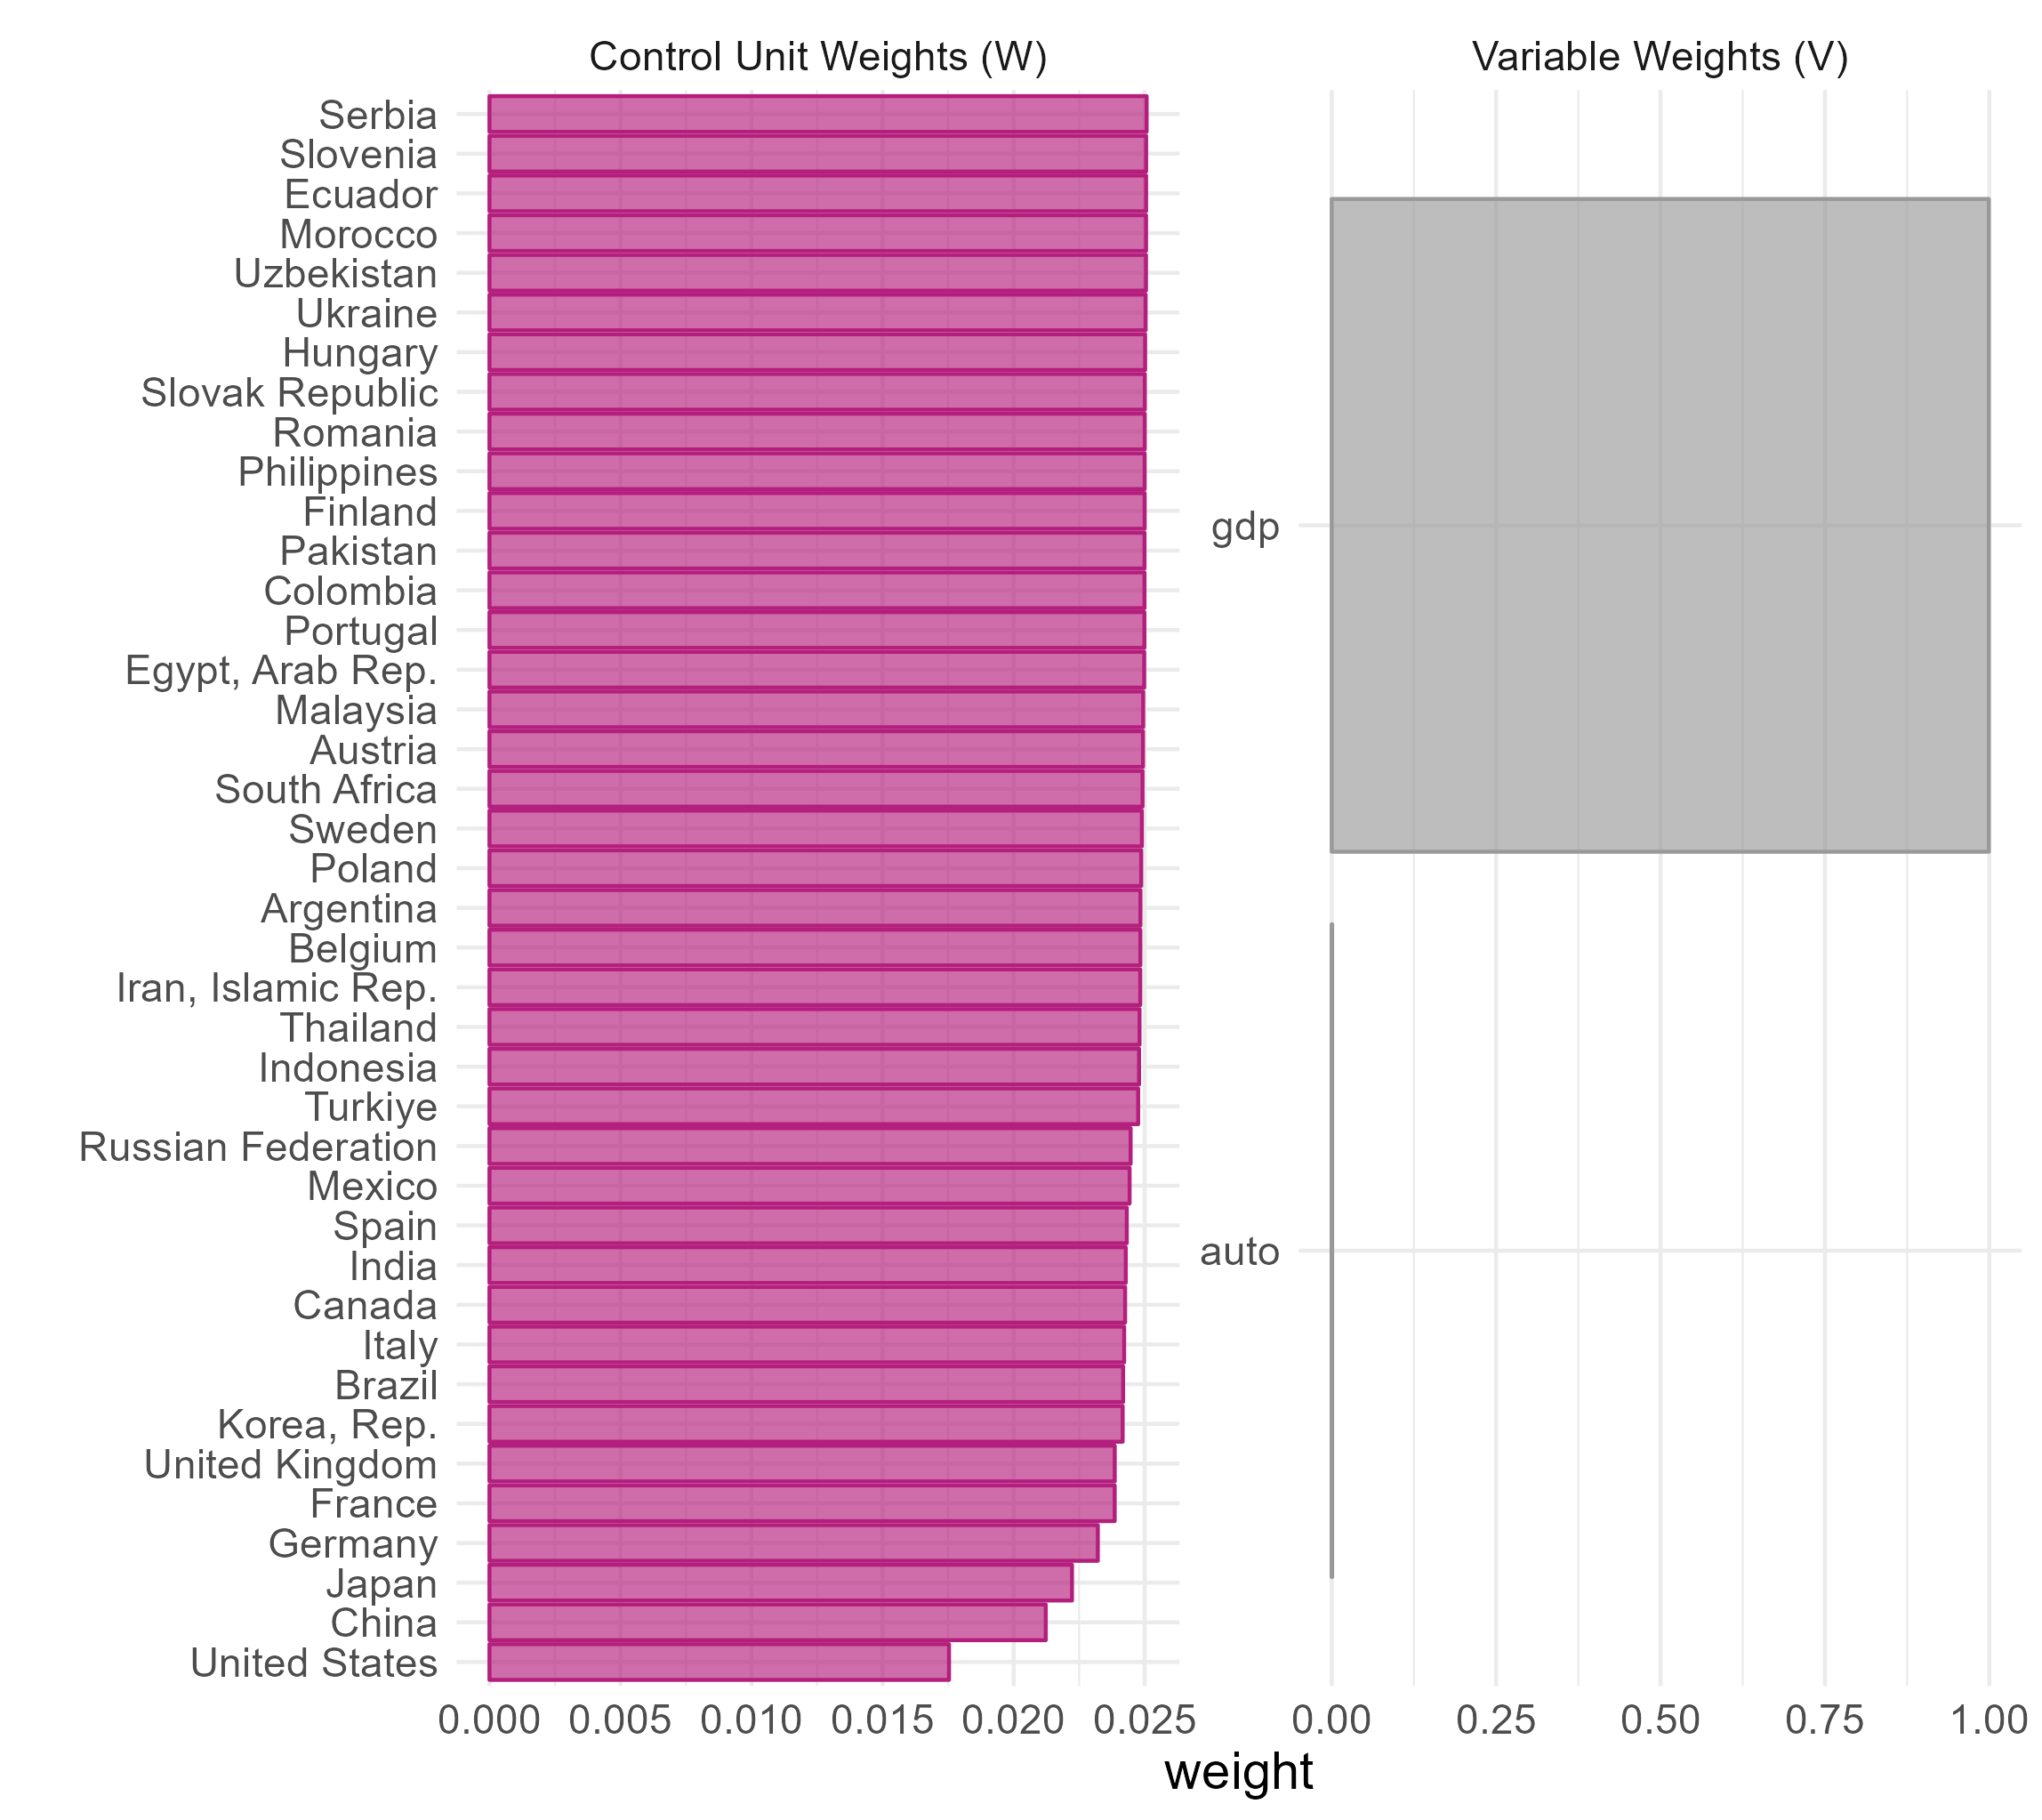 Control Unit Weights (W)
Serbia
Slovenia
Ecuador
Morocco
Uzbekistan
Ukraine
Hungary
Slovak Republic
Romania
Philippines
Finland
Pakistan
Colombia
Portugal
Egypt, Arab Rep.
Malaysia
Austria
South Africa
Sweden
Poland
Argentina
Belgium
Iran, Islamic Rep.
Thailand
Indonesia
Turkiye
Russian Federation
Mexico
Spain
India
Canada
Italy
Brazil
Korea, Rep.
United Kingdom
France
Germany
Japan
China
United States
0.000 0.005 0.010 0.015 0.020 0.025
Variable Weights (V)
gdp
auto
0.00 0.25 0.50 0.75 1.00
weight